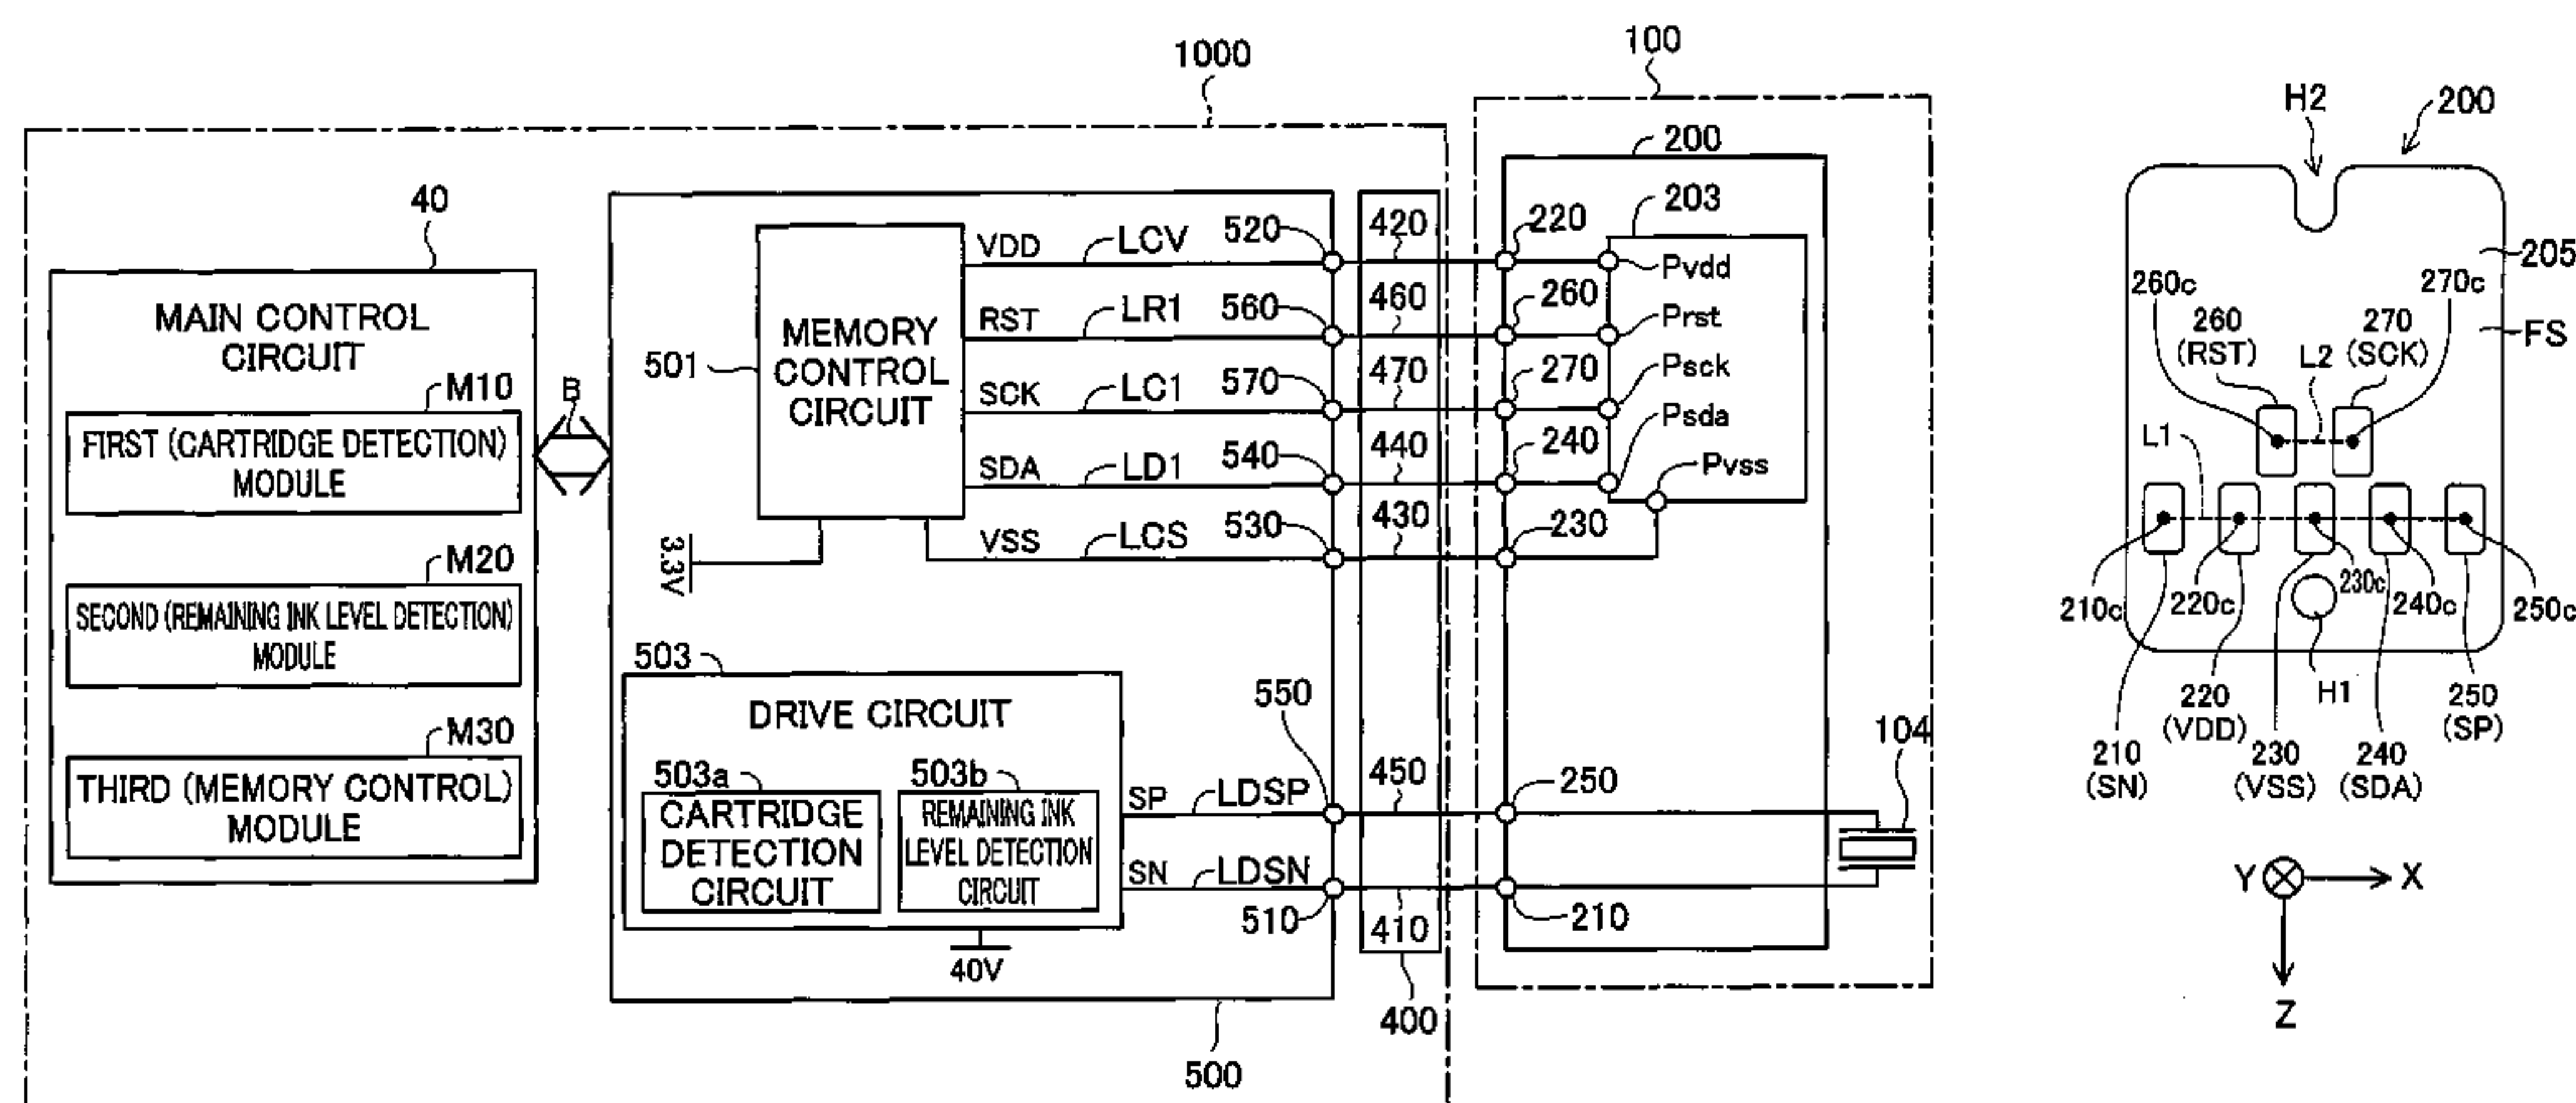 1000
40
MAIN CONTROL
CIRCUIT
M10
FIRST (CARTRIDGE DETECTION)
MODULE
M20
SECOND (REMAINING INK LEVEL DETECTION)
MODULE
M30
THIRD (MEMORY CONTROL)
MODULE
B
501
MEMORY
CONTROL
CIRCUIT
3.3V
VDD
LCV
520
RST
LR1
560
SCK
LC1
570
SDA
LD1
540
VSS
LCS
530
503
DRIVE CIRCUIT
503a
CARTRIDGE
DETECTION
CIRCUIT
503b
REMAINING INK
LEVEL DETECTION
CIRCUIT
40V
SP
LDSP
550
SN
LDSN
510
500
420
460
470
440
430
450
410
400
100
200
203
220
Pvdd
260
Prst
270
Psck
240
Psda
230
Pvss
250
210
104
H2
200
205
FS
260c
270c
260
(RST)
270
(SCK)
L2
L1
210c
220c
230c
240c
250c
H1
210
(SN)
220
(VDD)
230
(VSS)
240
(SDA)
250
(SP)
Y
X
Z